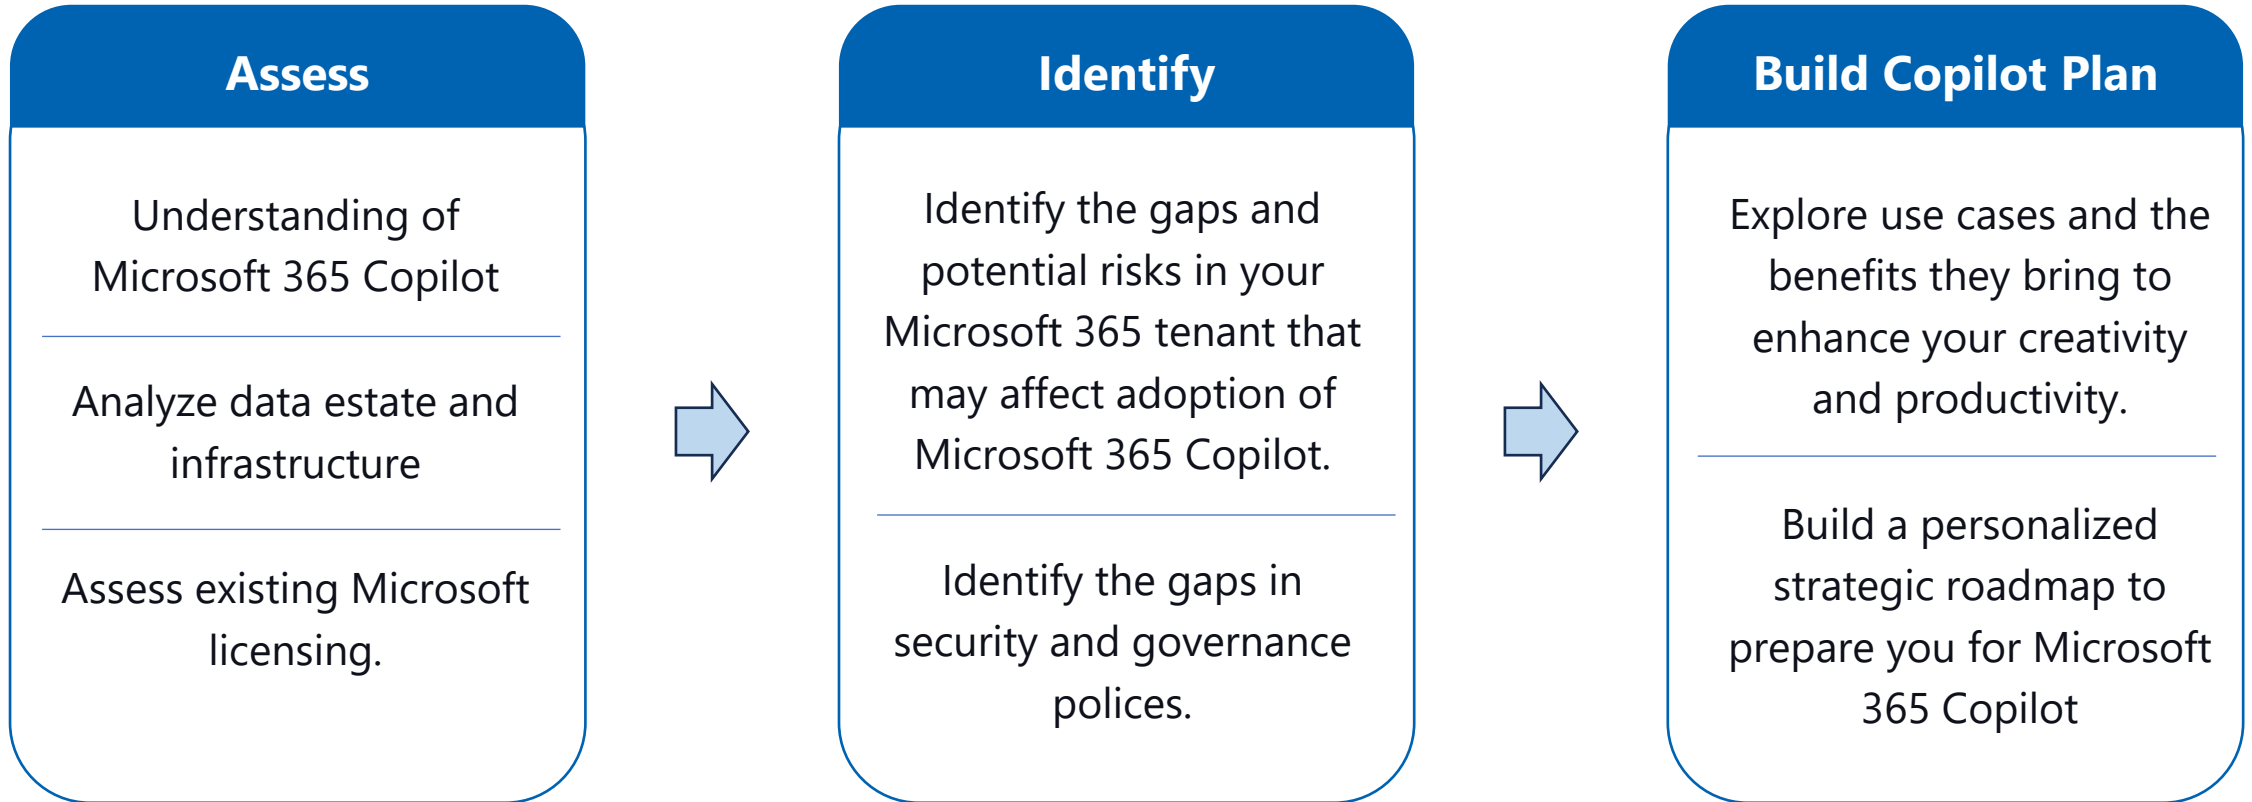 Assess
Understanding of
Microsoft 365 Copilot
Analyze data estate and
infrastructure
Assess existing Microsoft
licensing.
Identify
Identify the gaps and
potential risks in your
Microsoft 365 tenant that
may affect adoption of
Microsoft 365 Copilot.
Identify the gaps in
security and governance
polices.
Build Copilot Plan
Explore use cases and the
benefits they bring to
enhance your creativity
and productivity.
Build a personalized
strategic roadmap to
prepare you for Microsoft
365 Copilot